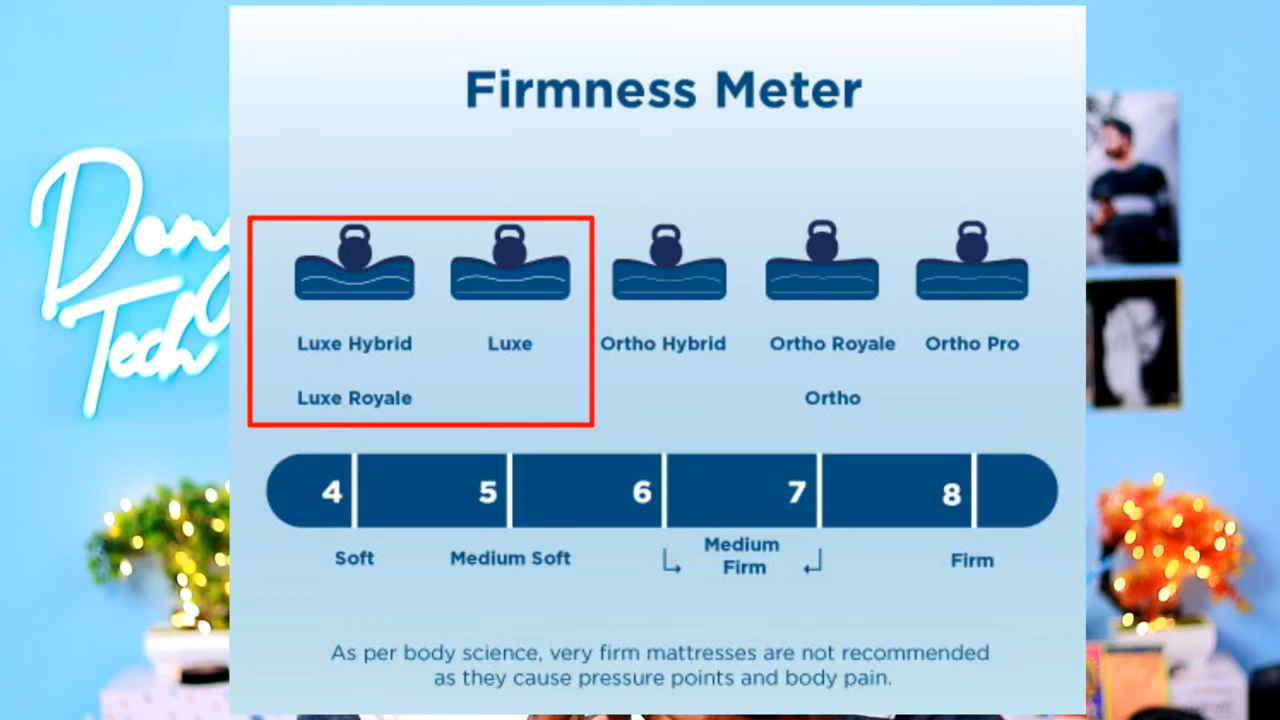 Firmness Meter
Luxe Hybrid
Luxe
Ortho Hybrid
Ortho Royale
Ortho Pro
Luxe Royale
Ortho
4 5 6 7 8
Soft
Medium Soft
Medium
Firm
Firm
As per body science, very firm mattresses are not recommended
as they cause pressure points and body pain.
Tech